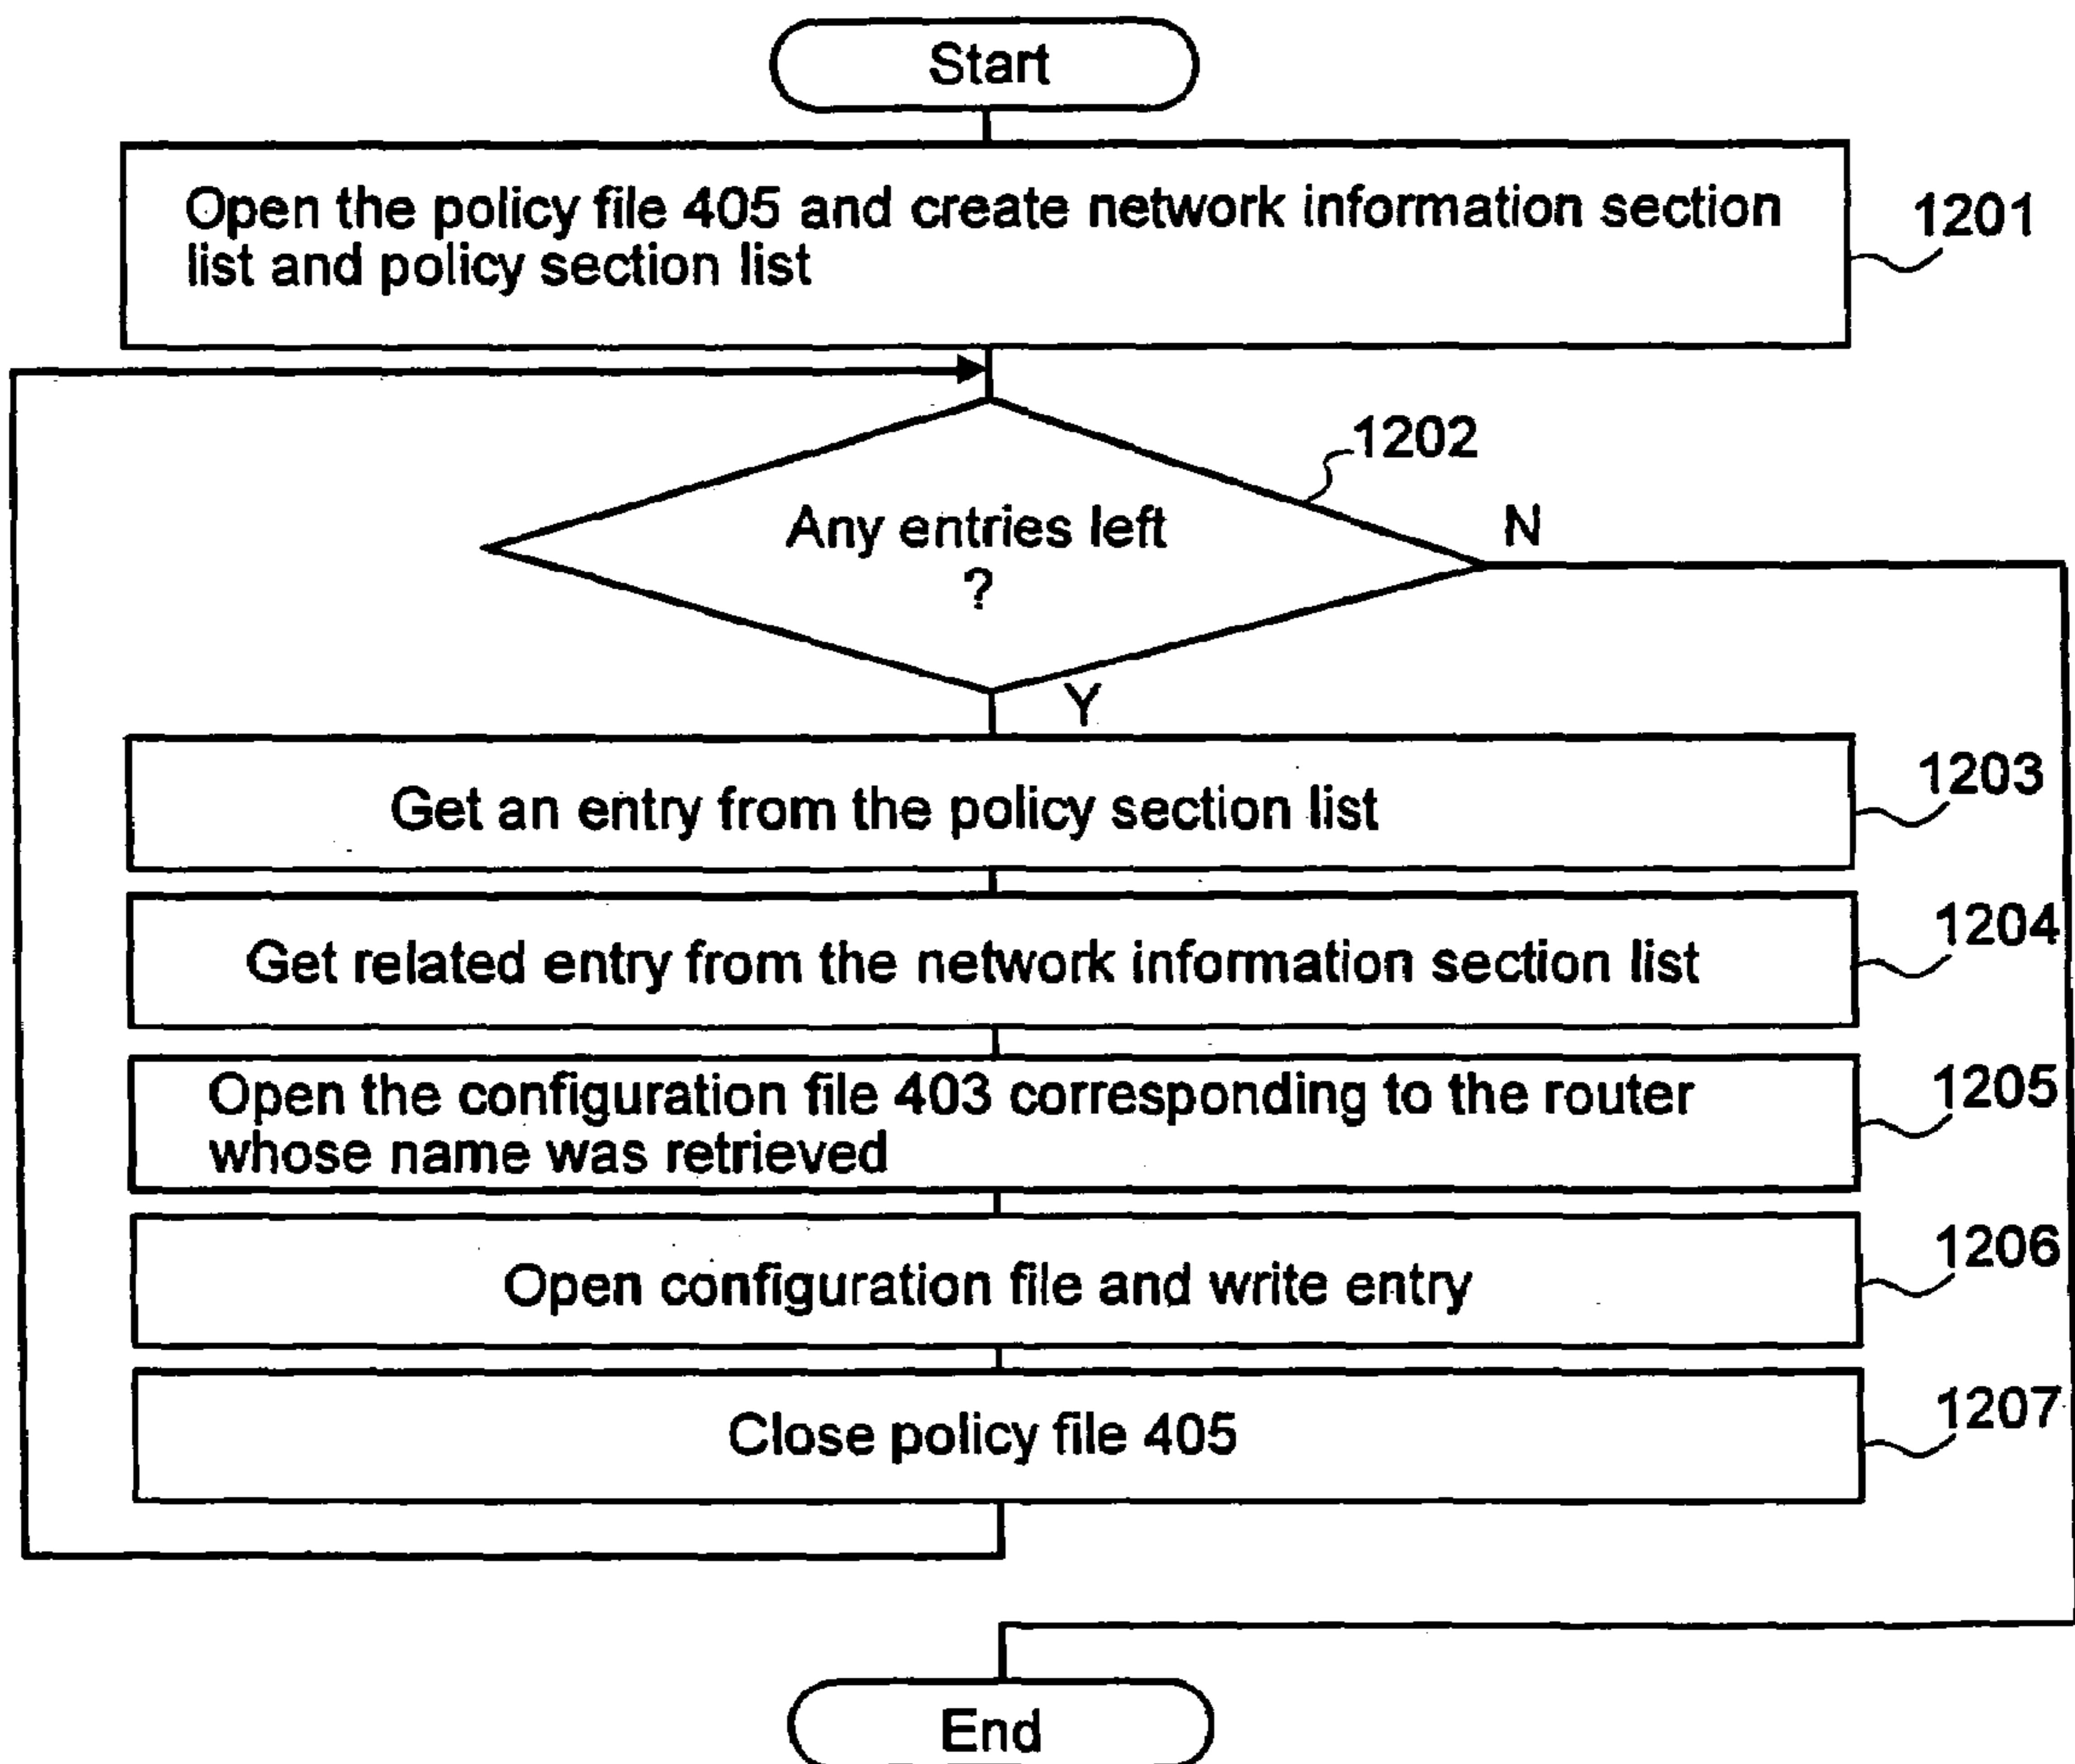 Start
Open the policy file 405 and create network information section
list and policy section list
1201
1202
Any entries left
?
N
Y
Get an entry from the policy section list
1203
Get related entry from the network information section list
1204
Open the configuration file 403 corresponding to the router
whose name was retrieved
1205
Open configuration file and write entry
1206
Close policy file 405
1207
End